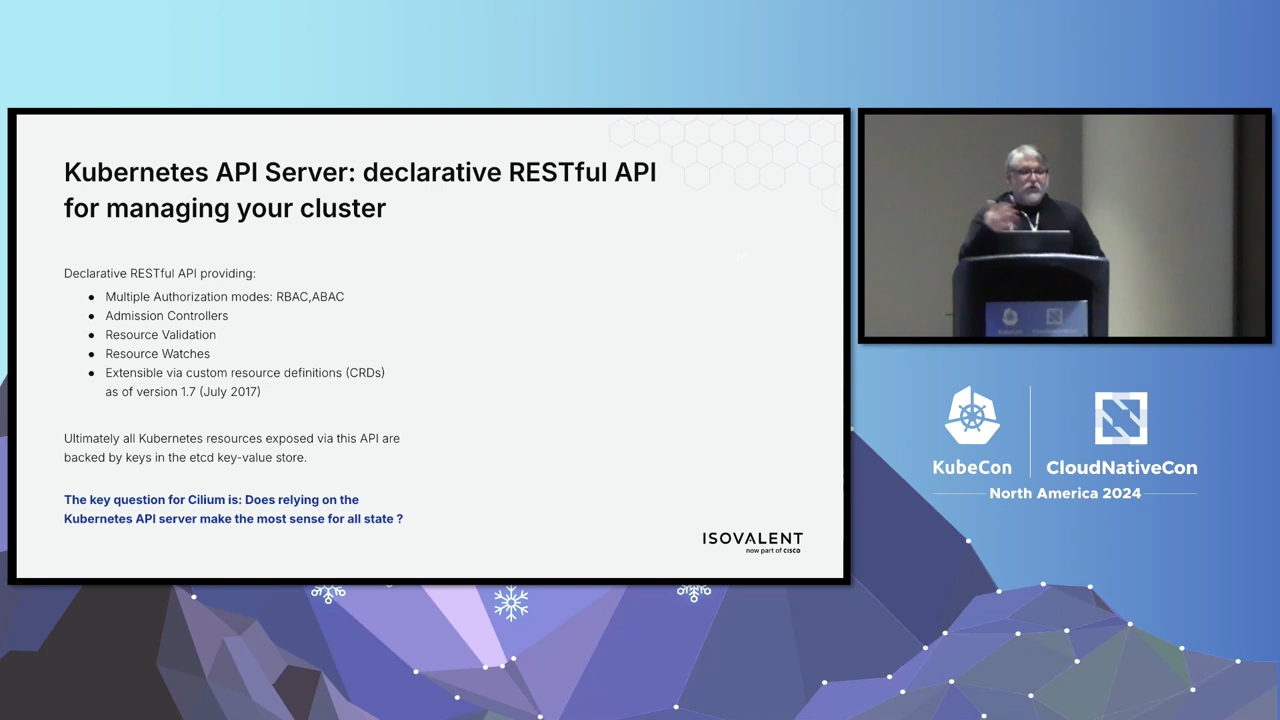 Kubernetes API Server: declarative RESTful API
for managing your cluster
Declarative RESTful API providing:
● Multiple Authorization modes: RBAC,ABAC
● Admission Controllers
● Resource Validation
● Resource Watches
● Extensible via custom resource definitions (CRDs)
as of version 1.7 (July 2017)
Ultimately all Kubernetes resources exposed via this API are
backed by keys in the etcd key-value store.
The key question for Cilium is: Does relying on the
Kubernetes API server make the most sense for all state ?
ISOVALENT
now part of CISCO
KubeCon
CloudNativeCon
North America 2024